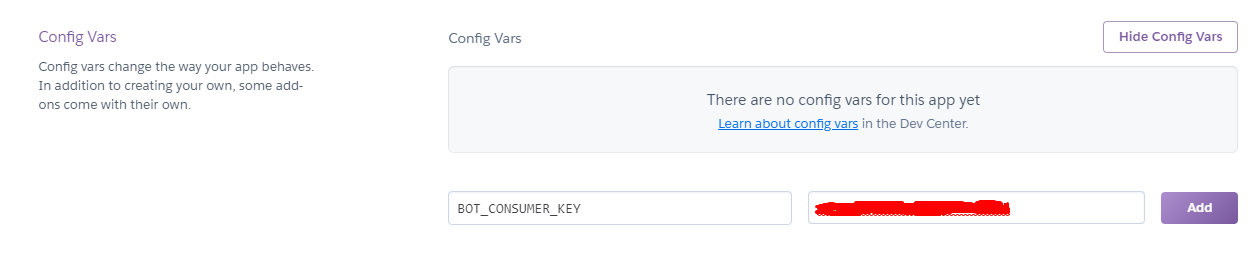 Config Vars
Config vars change the way your app behaves.
In addition to creating your own, some add-
ons come with their own.
Config Vars
Hide Config Vars
There are no config vars for this app yet
Learn about config vars in the Dev Center.
BOT_CONSUMER_KEY
Add